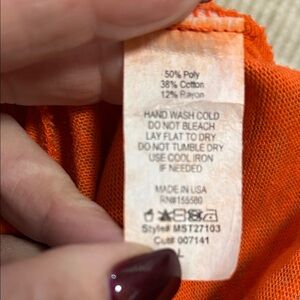 50% Poly
38% Cotton
12% Rayon
HAND WASH COLD
DO NOT BLEACH
LAY FLAT TO DRY
DO NOT TUMBLE DRY
USE COOL IRON
IF NEEDED
MADE IN USA
RN#155580
Style# MST27103
Cut# 007141
L